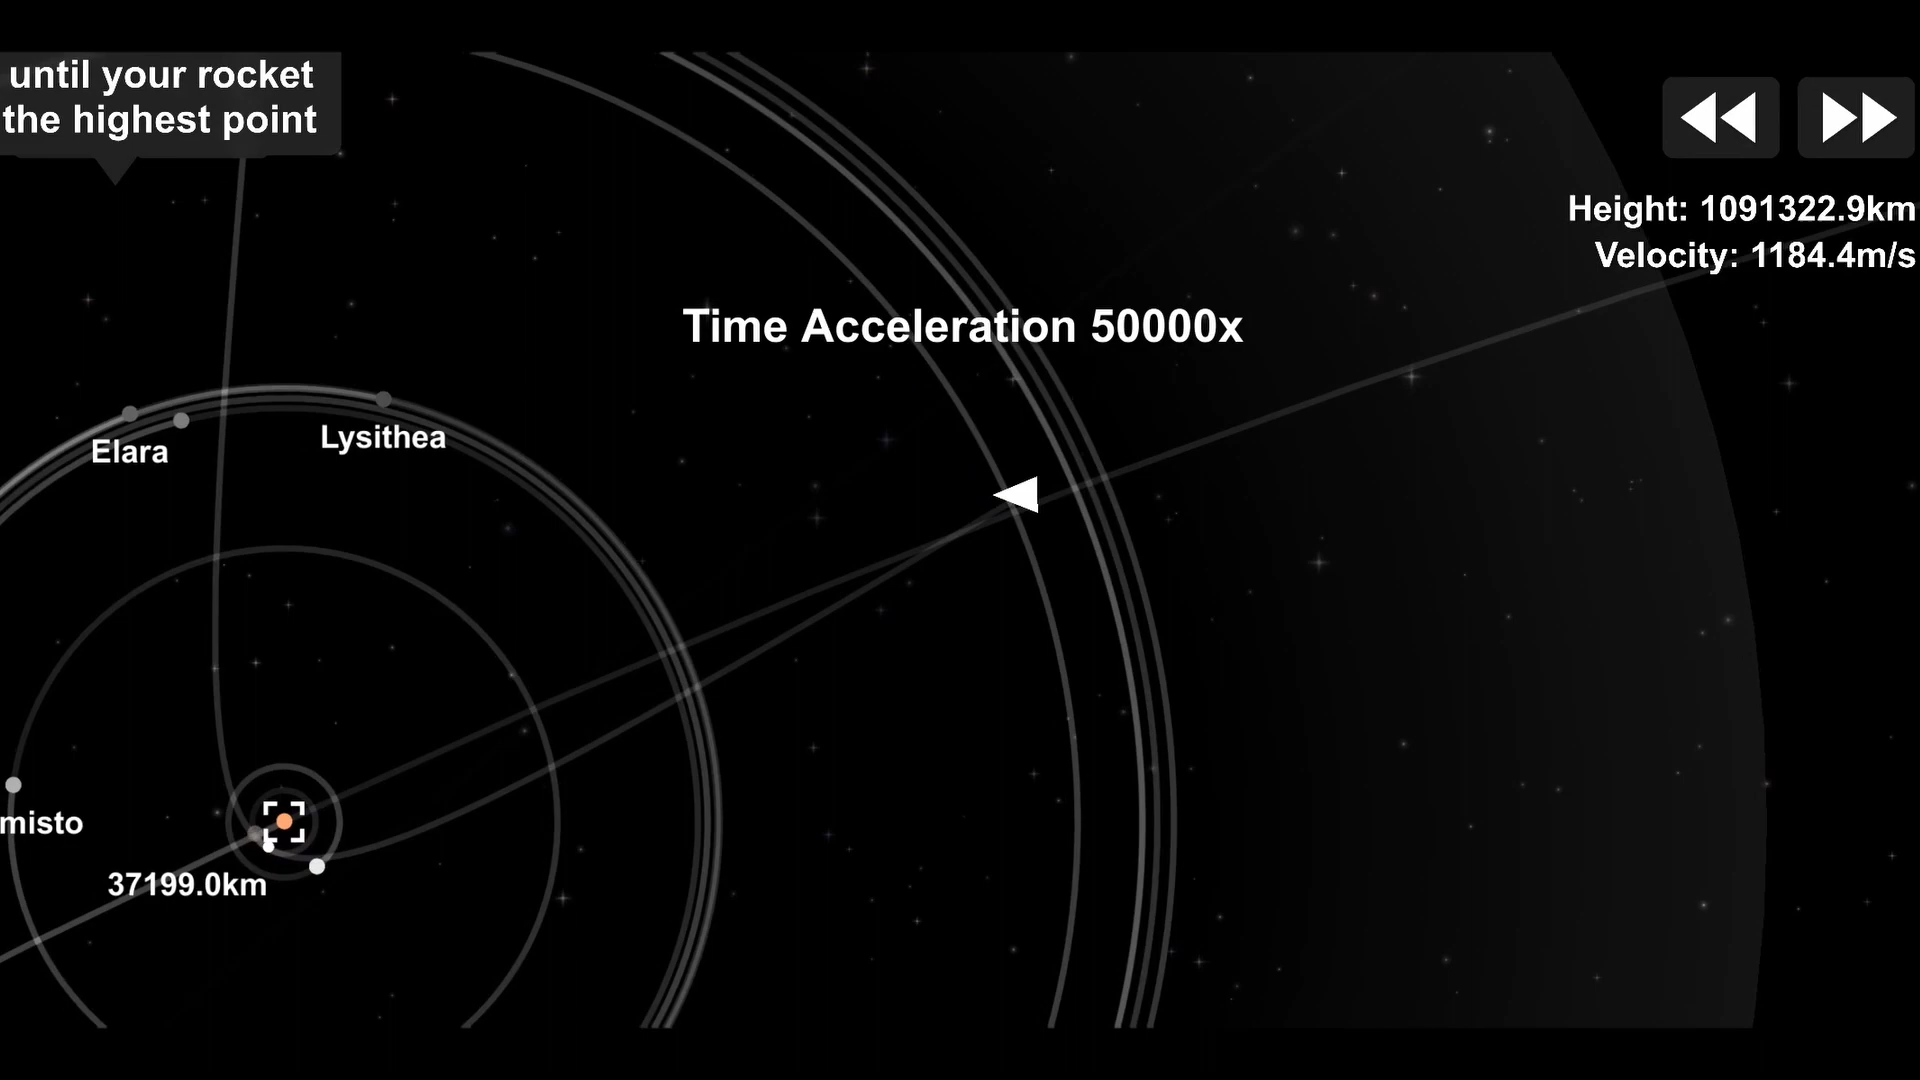 until your rocket
the highest point
Height: 1091322.9km
Velocity: 1184.4m/s
Time Acceleration 50000x
Elara
Lysithea
misto
37199.0km